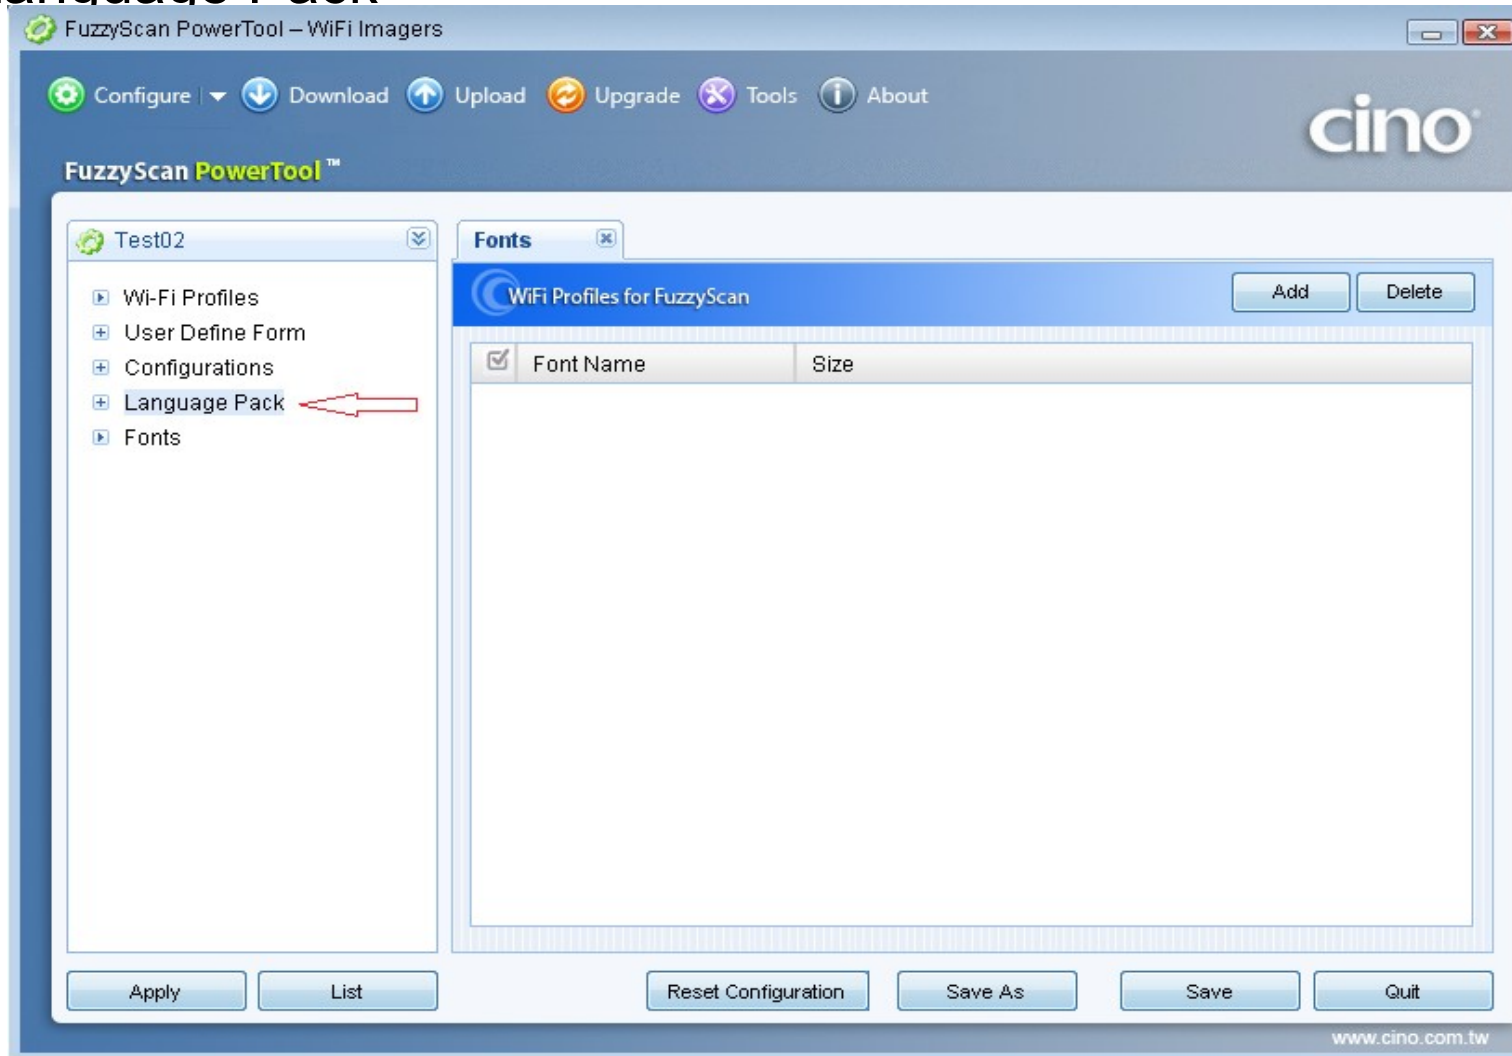 Language Pack
FuzzyScan PowerTool – WiFi Imagers
Configure Download Upload Upgrade Tools About
cino
FuzzyScan PowerTool™
Test02
Wi-Fi Profiles
User Define Form
Configurations
Language Pack
Fonts
Fonts
WiFi Profiles for FuzzyScan
Add Delete
Font Name Size
Apply List Reset Configuration Save As Save Quit
www.cino.com.tw